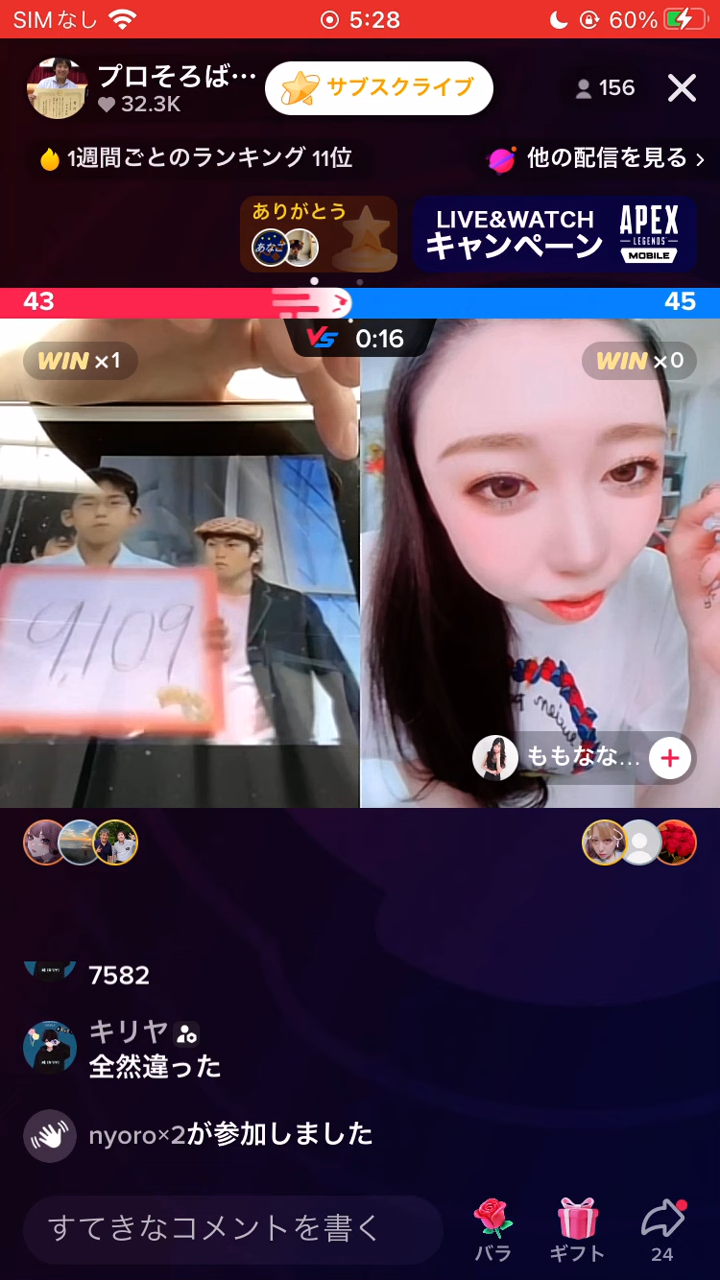 SIMなし
5:28
60%
プロそろば…
サブスクライブ
156
32.3K
1週間ごとのランキング 11位
他の配信を見る
ありがとう
あなご
LIVE&WATCH
キャンペーン
APEX
LEGENDS
MOBILE
43
45
VS 0:16
WIN ×1
WIN ×0
9,109
ももなな…
7582
キリヤ
全然違った
nyoro×2が参加しました
すてきなコメントを書く
バラ
ギフト
24